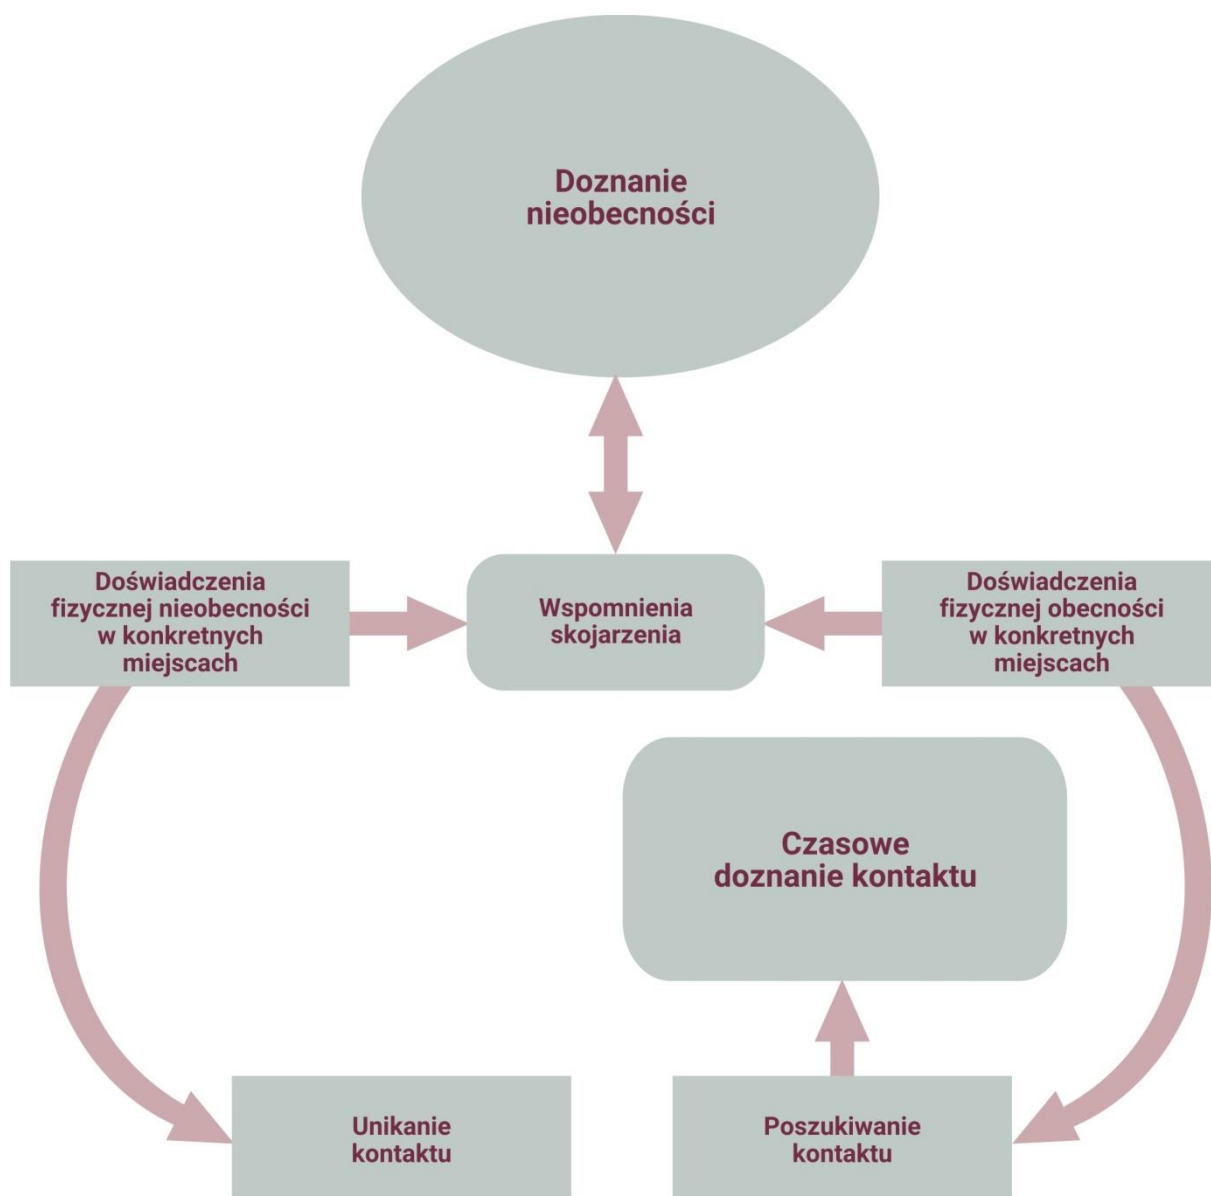 Doznanie
nieobecności
Doświadczenia
fizycznej nieobecności
w konkretnych
miejscach
Wspomnienia
skojarzenia
Doświadczenia
fizycznej obecności
w konkretnych
miejscach
Czasowe
doznanie kontaktu
Unikanie
kontaktu
Poszukiwanie
kontaktu